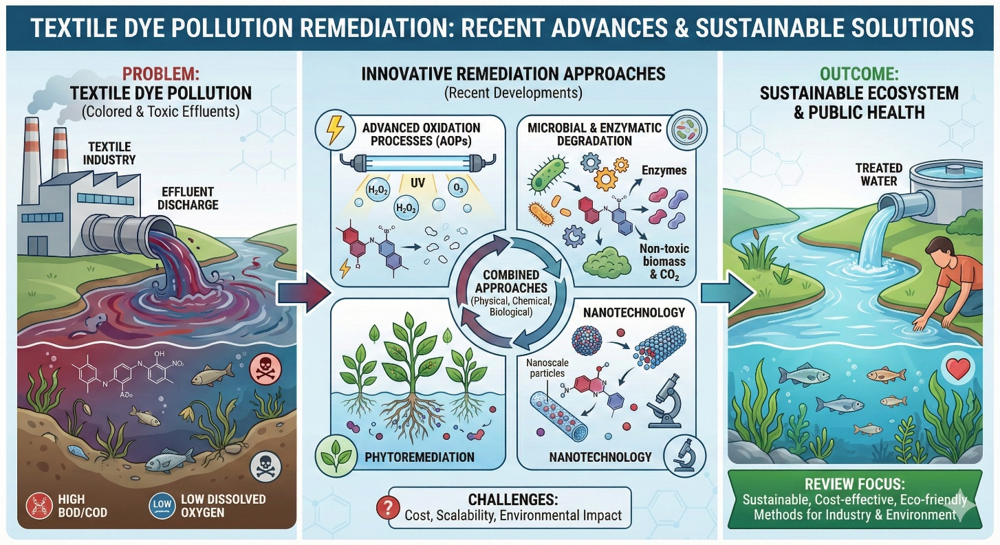 TEXTILE DYE POLLUTION REMEDIATION: RECENT ADVANCES & SUSTAINABLE SOLUTIONS
PROBLEM:
TEXTILE DYE POLLUTION
(Colored & Toxic Effluents)
TEXTILE
INDUSTRY
EFFLUENT
DISCHARGE
OH
N
NO₂
N
HIGH
BOD/COD
LOW
LOW DISSOLVED
OXYGEN
INNOVATIVE REMEDIATION APPROACHES
(Recent Developments)
ADVANCED OXIDATION
PROCESSES (AOPs)
UV
H₂O₂
O₃
H₂O₃
N
MICROBIAL & ENZYMATIC
DEGRADATION
Enzymes
N
Non-toxic
biomass
& CO₂
COMBINED
APPROACHES
(Physical, Chemical,
Biological)
PHYTOREMEDIATION
NANOTECHNOLOGY
Nanoscale
particles
NANOTECHNOLOGY
?
CHALLENGES:
Cost, Scalability, Environmental Impact
OUTCOME:
SUSTAINABLE ECOSYSTEM
& PUBLIC HEALTH
TREATED
WATER
REVIEW FOCUS:
Sustainable, Cost-effective, Eco-friendly
Methods for Industry & Environment